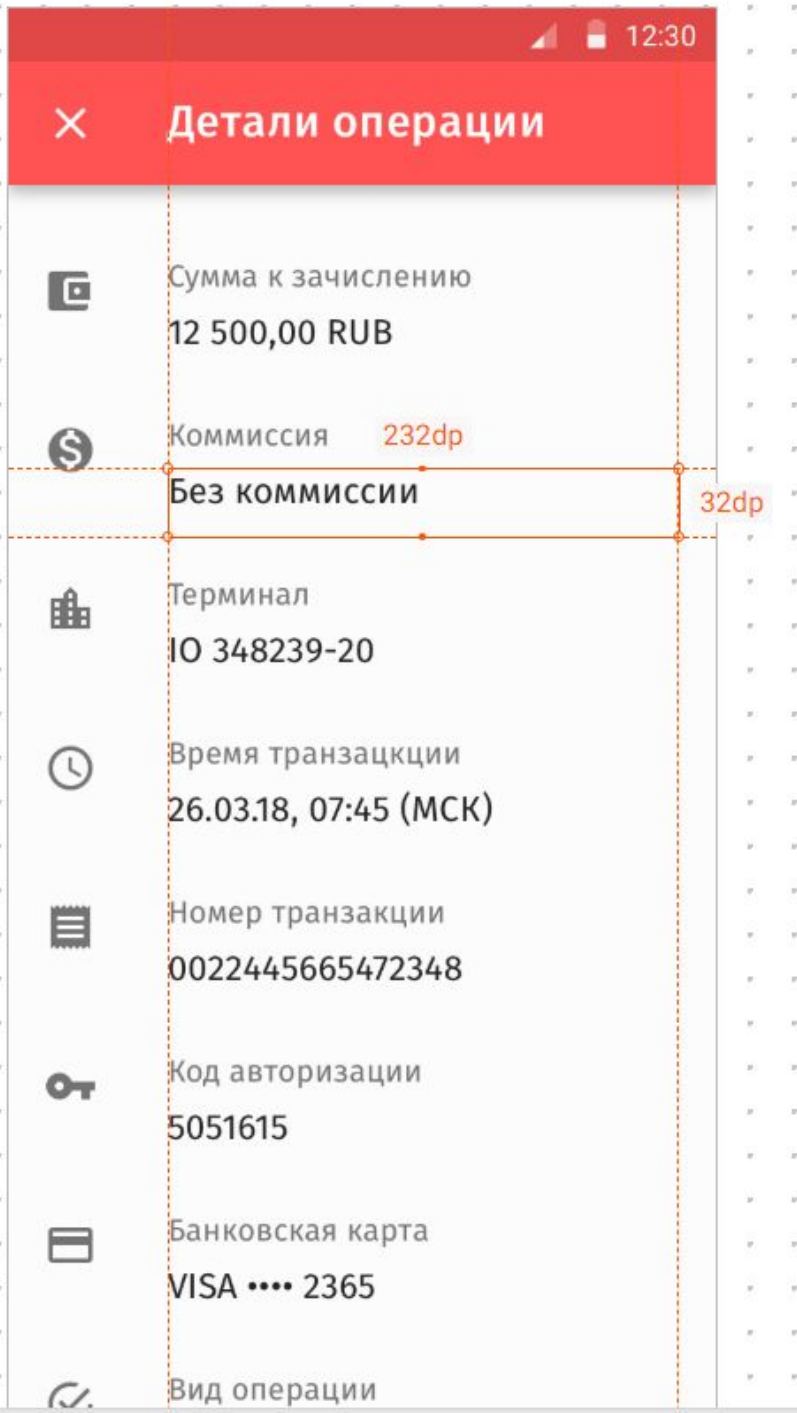 12:30
Детали операции
Сумма к зачислению
12 500,00 RUB
Коммиссия
232dp
Без коммиссии
32dp
Терминал
IO 348239-20
Время транзацкции
26.03.18, 07:45 (МСК)
Номер транзакции
0022445665472348
Код авторизации
5051615
Банковская карта
VISA •••• 2365
Вид операции